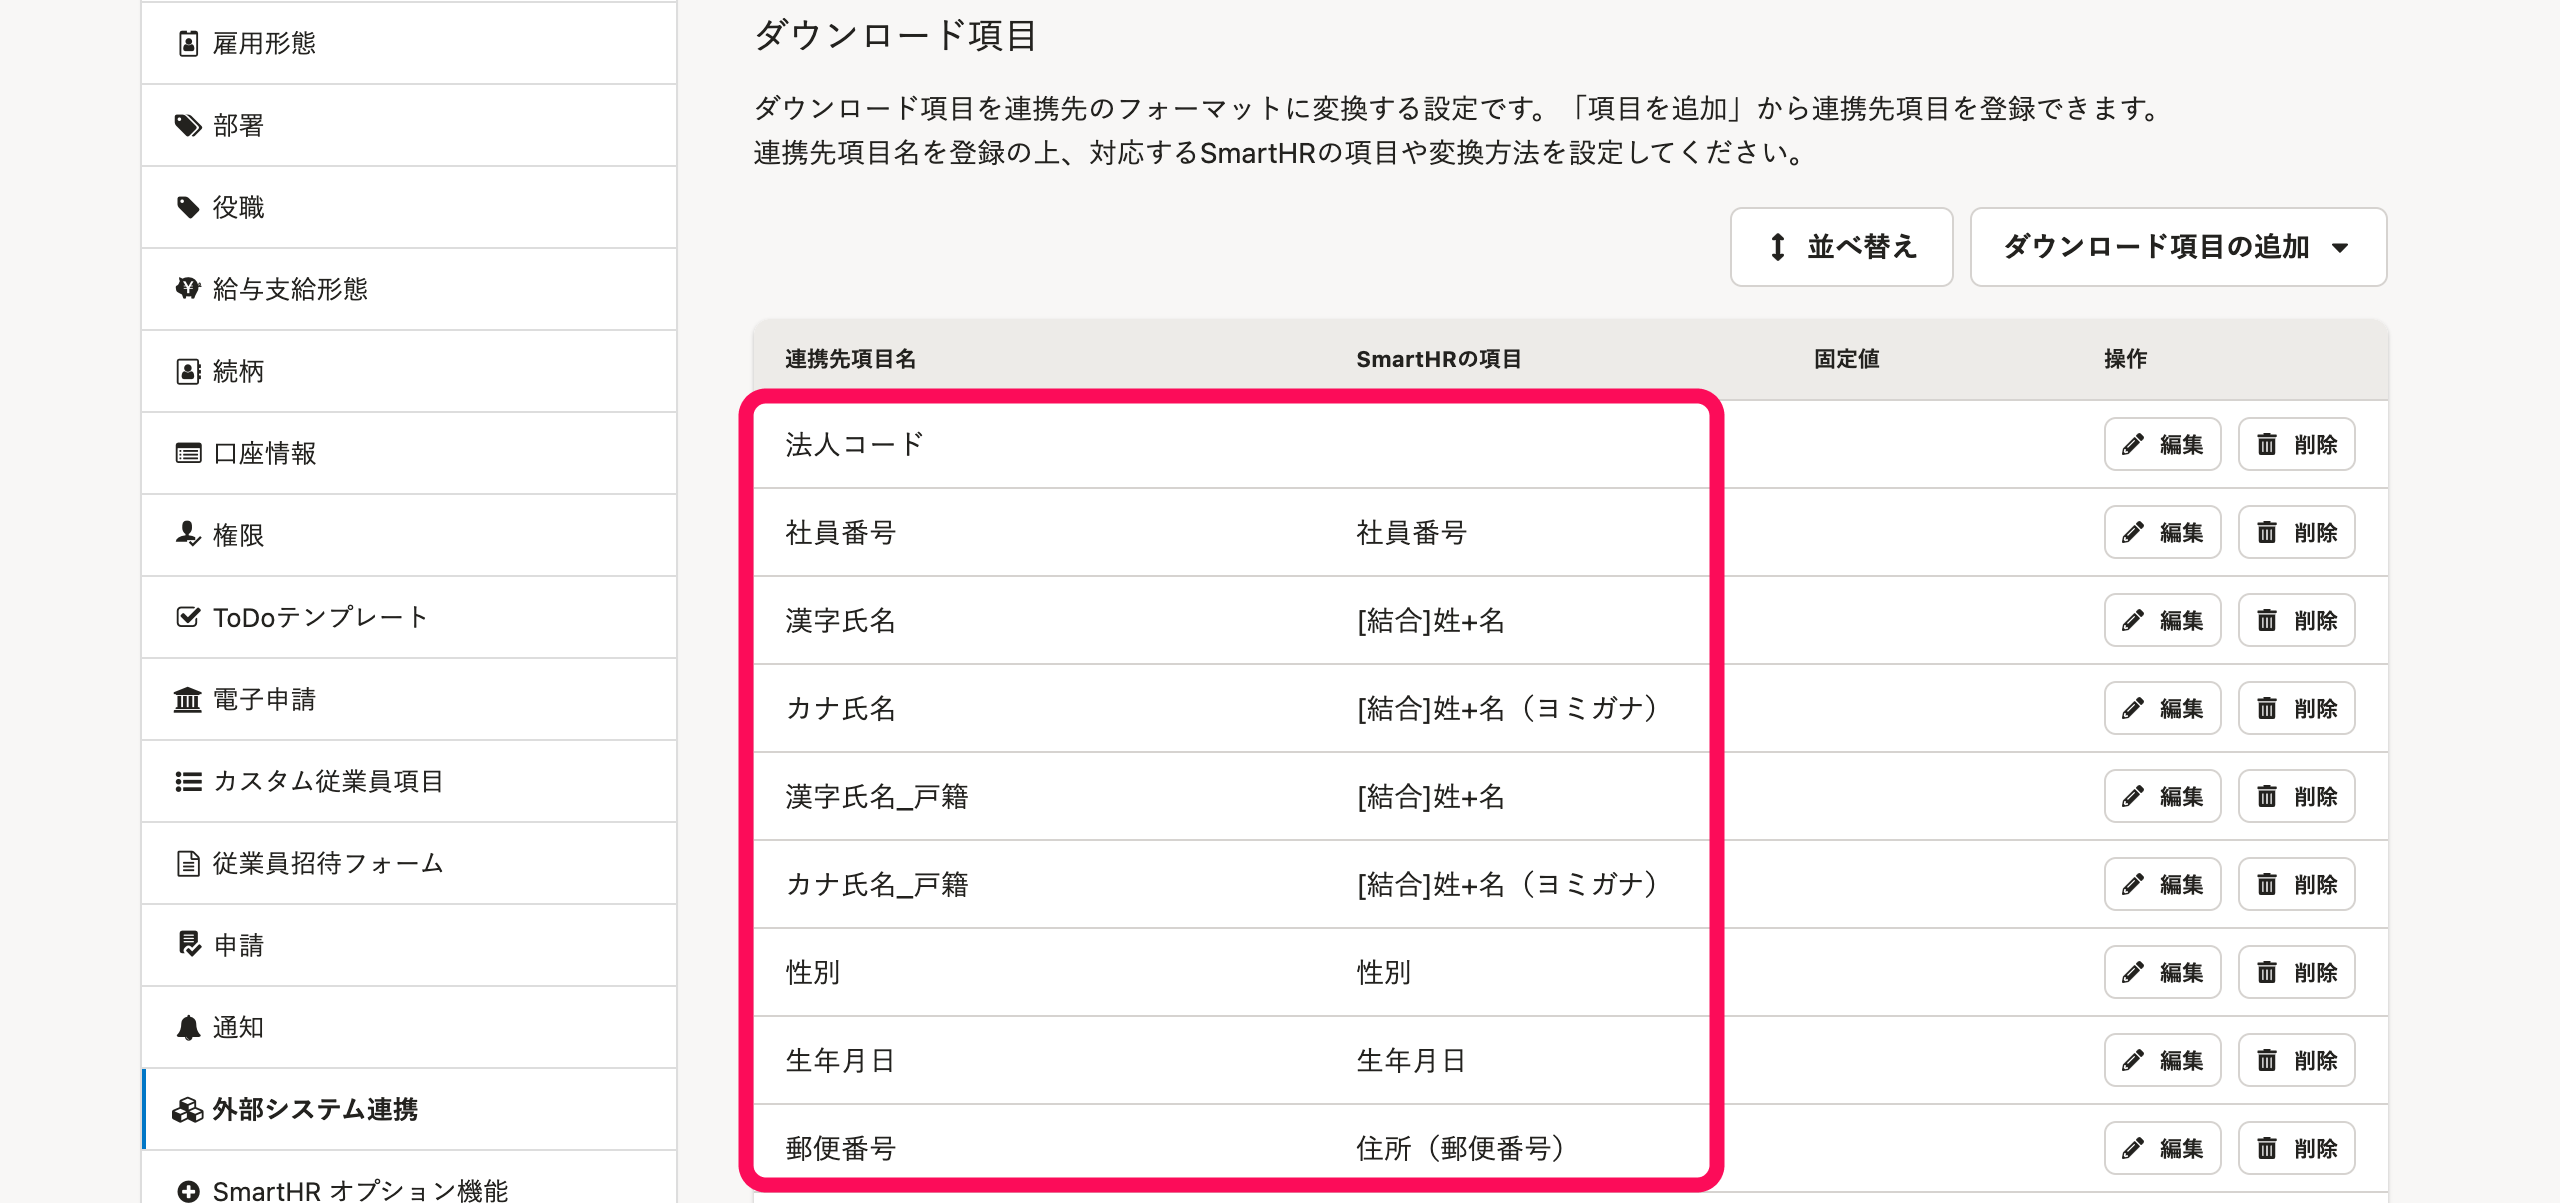 雇用形態
部署
役職
給与支給形態
続柄
口座情報
権限
ToDoテンプレート
電子申請
カスタム従業員項目
従業員招待フォーム
申請
通知
外部システム連携
SmartHR オプション機能
ダウンロード項目
ダウンロード項目を連携先のフォーマットに変換する設定です。「項目を追加」から連携先項目を登録できます。
連携先項目名を登録の上、対応するSmartHRの項目や変換方法を設定してください。
並べ替え ダウンロード項目の追加
連携先項目名 SmartHRの項目 固定値 操作
法人コード 編集 削除
社員番号 社員番号 編集 削除
漢字氏名 [結合]姓+名 編集 削除
カナ氏名 [結合]姓+名（ヨミガナ） 編集 削除
漢字氏名_戸籍 [結合]姓+名 編集 削除
カナ氏名_戸籍 [結合]姓+名（ヨミガナ） 編集 削除
性別 性別 編集 削除
生年月日 生年月日 編集 削除
郵便番号 住所（郵便番号） 編集 削除